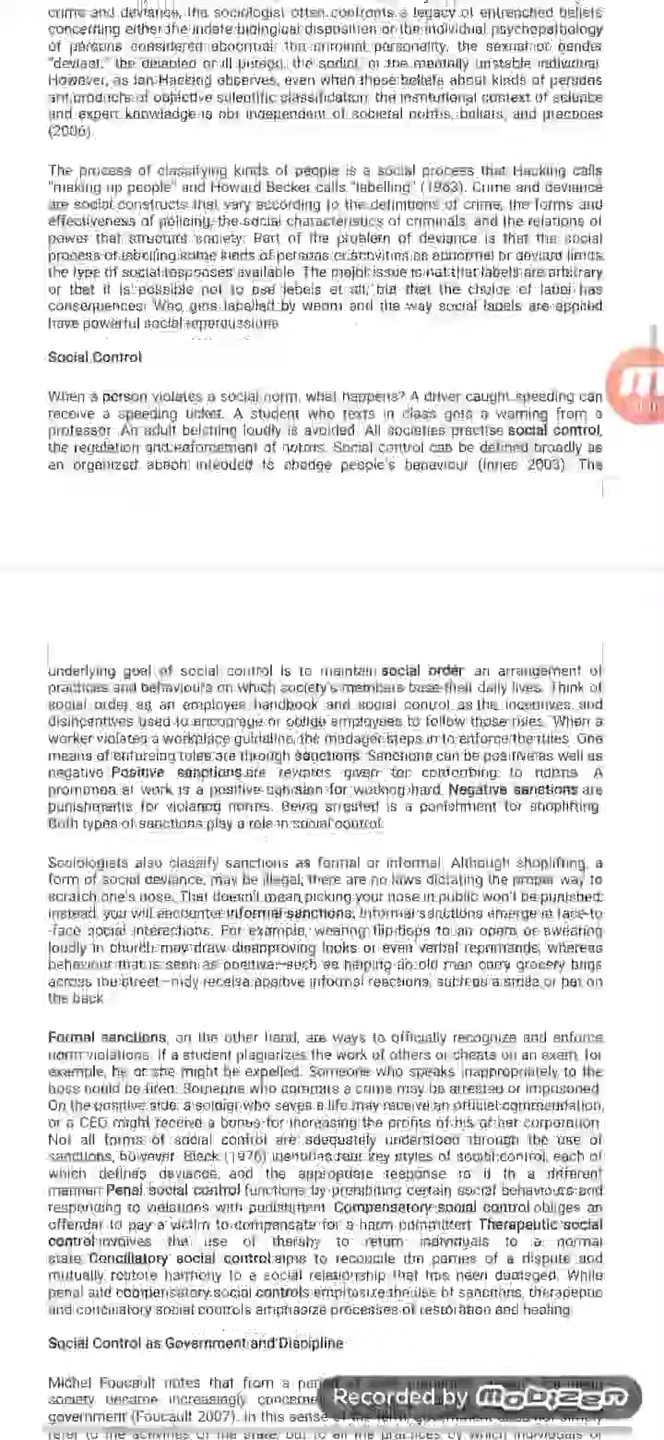 crime and deviance, the sociologist often confronts a legacy of entrenched beliefs
concerning either the innate biological disposition or the individual psychopathology
of persons considered abnormal: the criminal personality, the sexual or gender
"deviant," the disabled or ill person, the addict, or the mentally unstable individual.
However, as Ian Hacking observes, even when these beliefs about kinds of persons
are products of objective scientific classification, the institutional context of science
and expert knowledge is not independent of societal norms, beliefs, and practices
(2006)
The process of classifying kinds of people is a social process that Hacking calls
"making up people" and Howard Becker calls "labelling" (1963). Crime and deviance
are social constructs that vary according to the definitions of crime, the forms and
effectiveness of policing, the social characteristics of criminals, and the relations of
power that structure society. Part of the problem of deviance is that the social
process of labelling some kinds of persons or activities as abnormal or deviant limits
the type of social responses available. The major issue is not that labels are arbitrary
or that it is possible not to use labels at all, but that the choice of label has
consequences. Who gets labelled by whom and the way social labels are applied
have powerful social repercussions
Social Control
When a person violates a social norm, what happens? A driver caught speeding can
receive a speeding ticket. A student who texts in class gets a warning from a
professor. An adult belching loudly is avoided. All societies practise social control,
the regulation and enforcement of norms. Social control can be defined broadly as
an organized action intended to change people's behaviour (Innes 2003). The
underlying goal of social control is to maintain social order an arrangement of
practices and behaviours on which society's members base their daily lives. Think of
social order as an employee handbook and social control as the incentives and
disincentives used to encourage or oblige employees to follow those rules. When a
worker violates a workplace guideline, the manager steps in to enforce the rules. One
means of enforcing rules are through sanctions. Sanctions can be positive as well as
negative. Positive sanctions are rewards given for conforming to norms. A
promotion at work is a positive sanction for working hard. Negative sanctions are
punishments for violating norms. Being arrested is a punishment for shoplifting.
Both types of sanctions play a role in social control.
Sociologists also classify sanctions as formal or informal. Although shoplifting, a
form of social deviance, may be illegal, there are no laws dictating the proper way to
scratch one's nose. That doesn't mean picking your nose in public won't be punished;
instead, you will encounter informal sanctions. Informal sanctions emerge in face-to
-face social interactions. For example, wearing flip-flops to an opera or swearing
loudly in church may draw disapproving looks or even verbal reprimands, whereas
behaviour that is seen as positive—such as helping an old man carry grocery bags
across the street—may receive positive informal reactions, such as a smile or pat on
the back
Formal sanctions, on the other hand, are ways to officially recognize and enforce
norm violations. If a student plagiarizes the work of others or cheats on an exam, for
example, he or she might be expelled. Someone who speaks inappropriately to the
boss could be fired. Someone who commits a crime may be arrested or imprisoned.
On the positive side, a soldier who saves a life may receive an official commendation,
or a CEO might receive a bonus for increasing the profits of his or her corporation.
Not all forms of social control are adequately understood through the use of
sanctions, however. Black (1976) identifies four key styles of social control, each of
which defines deviance, and the appropriate response to it in a different
manner. Penal social control functions by prohibiting certain social behaviours and
responding to violations with punishment. Compensatory social control obliges an
offender to pay a victim to compensate for a harm committed. Therapeutic social
control involves the use of therapy to return individuals to a normal
state. Conciliatory social control aims to reconcile the parties of a dispute and
mutually restore harmony to a social relationship that has been damaged. While
penal and compensatory social controls emphasize the use of sanctions, therapeutic
and conciliatory social controls emphasize processes of restoration and healing.
Social Control as Government and Discipline
Michel Foucault notes that from a
society became increasingly
government (Foucault 2007). In this sense
refer to the activities of the state, but to all the practices by which individuals or
Recorded by MOBIZEN